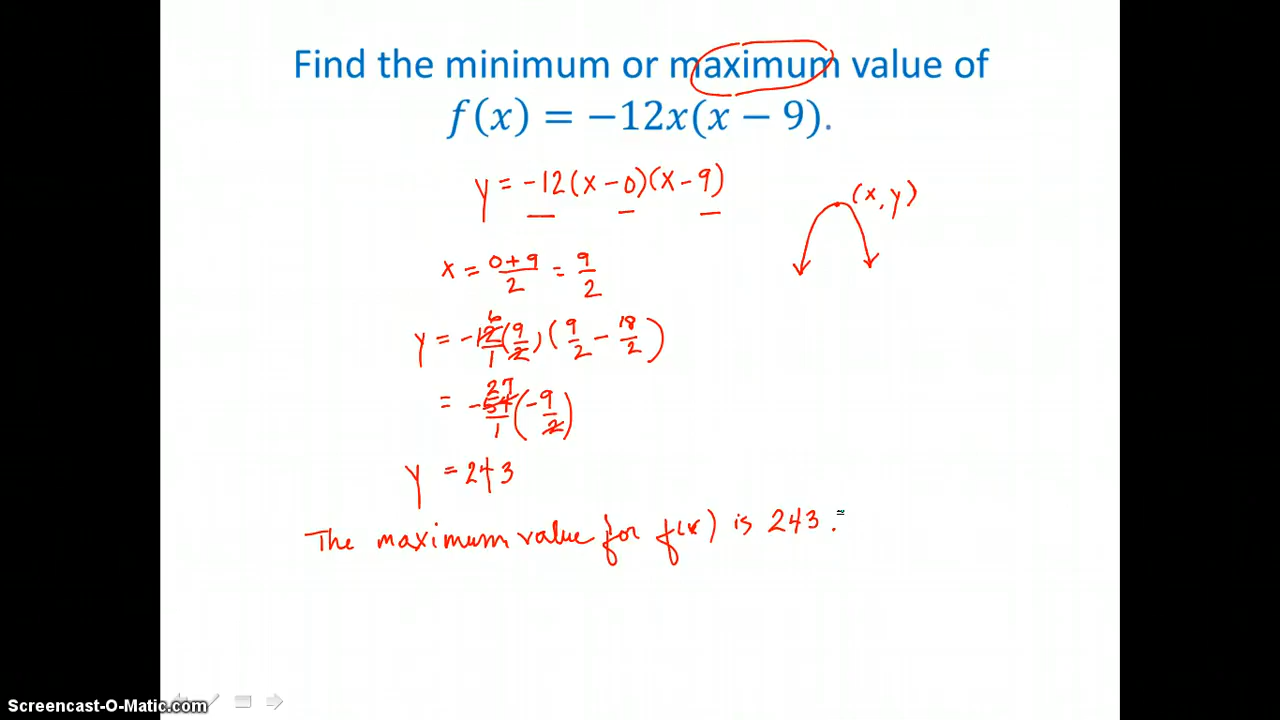 Find the minimum or maximum value of
f(x) = −12x(x − 9).
y = -12(x - 0)(x - 9)
(x, y)
x = 0 + 9/2 = 9/2
6
y = -12/1 (9/2) (9/2 - 18/2)
27
= -54/1 (-9/2)
y = 243
The maximum value for f(x) is 243.
Screencast-O-Matic.com